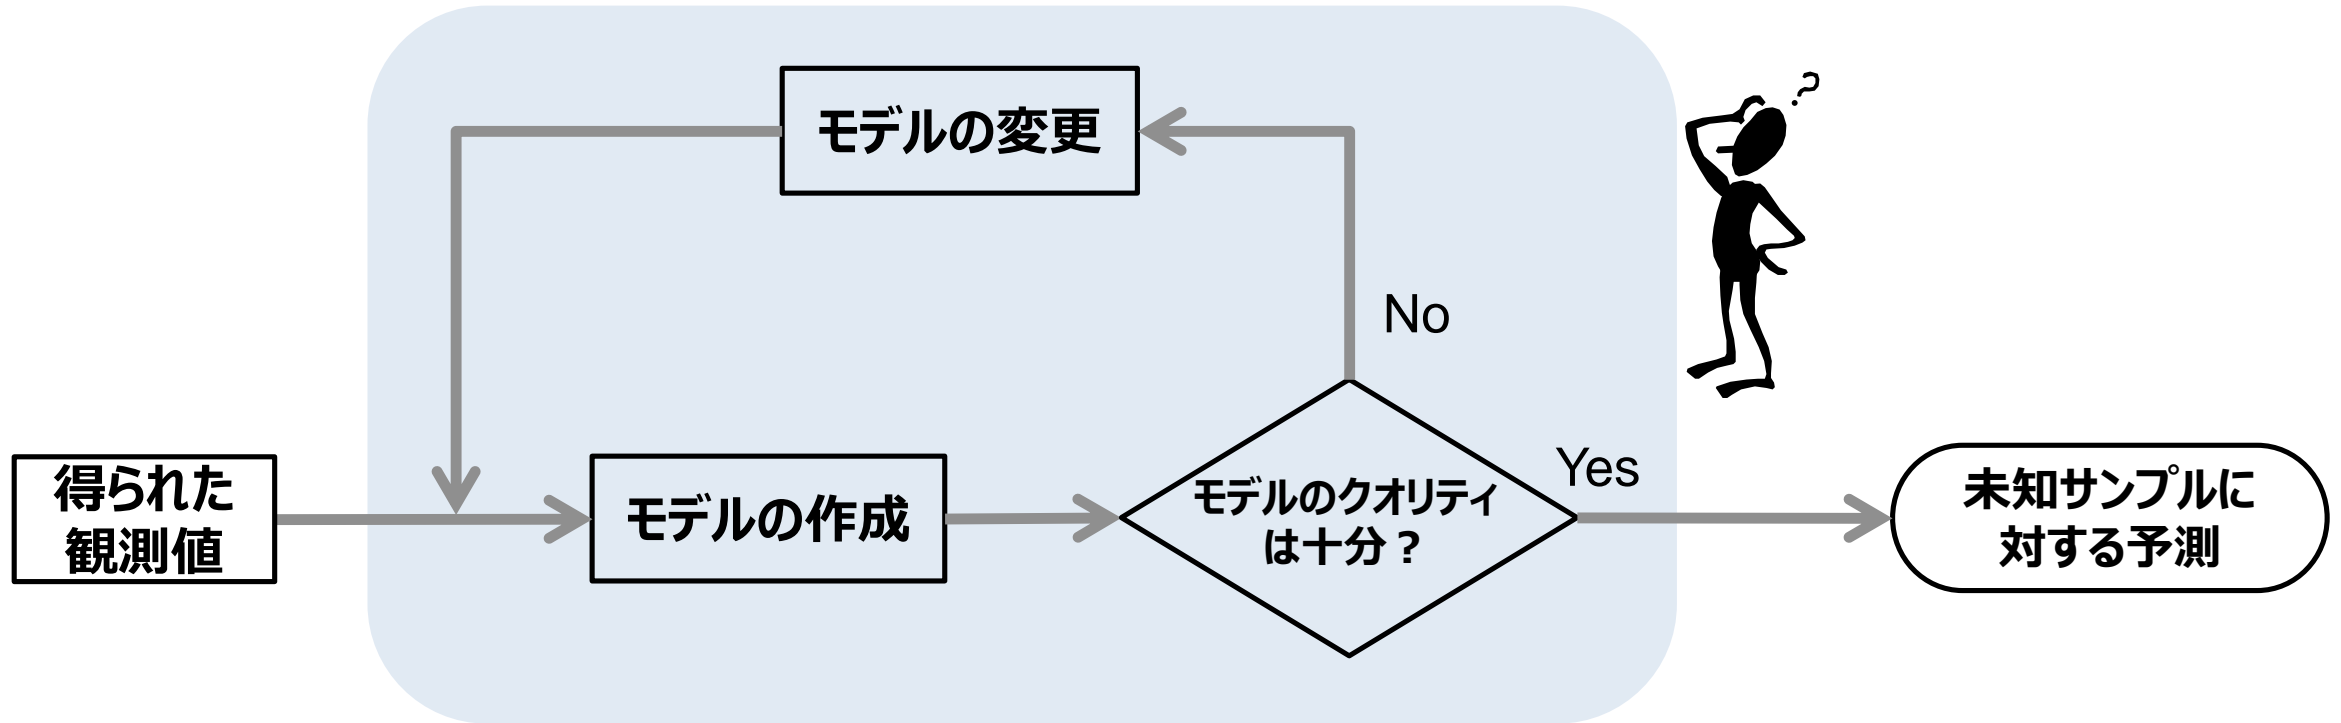 モデルの変更
?
No
得られた
観測値
モデルの作成
モデルのクオリティ
は十分？
Yes
未知サンプルに
対する予測